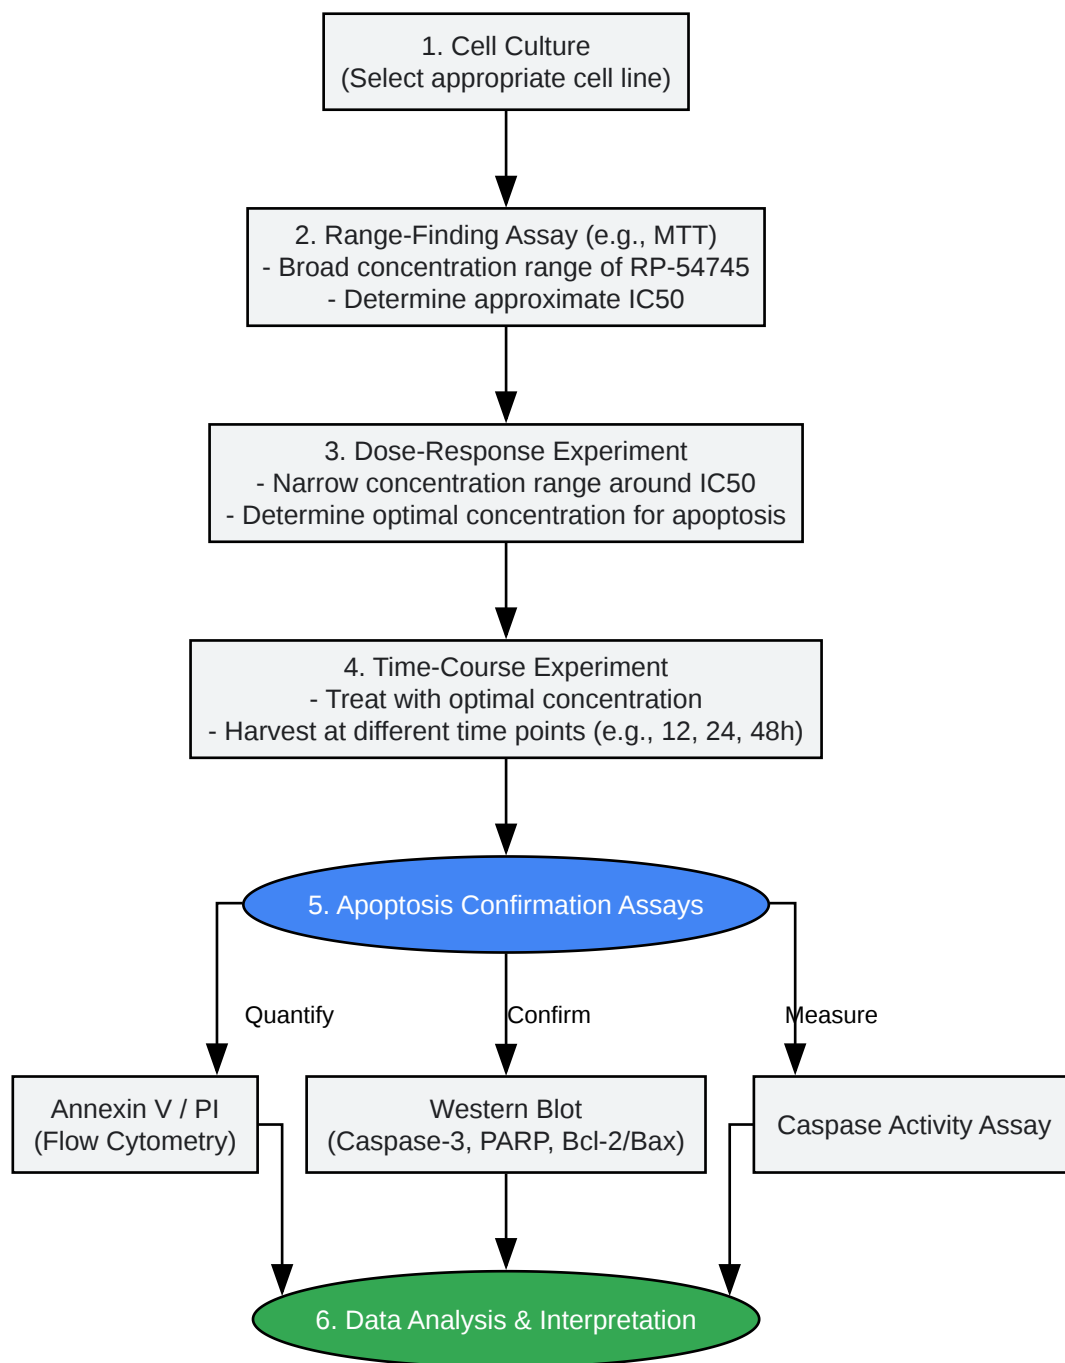 1. Cell Culture
(Select appropriate cell line)
2. Range-Finding Assay (e.g., MTT)
- Broad concentration range of RP-54745
- Determine approximate IC50
3. Dose-Response Experiment
- Narrow concentration range around IC50
- Determine optimal concentration for apoptosis
4. Time-Course Experiment
- Treat with optimal concentration
- Harvest at different time points (e.g., 12, 24, 48h)
5. Apoptosis Confirmation Assays
Quantify
Confirm
Measure
Annexin V / PI
(Flow Cytometry)
Western Blot
(Caspase-3, PARP, Bcl-2/Bax)
Caspase Activity Assay
6. Data Analysis & Interpretation